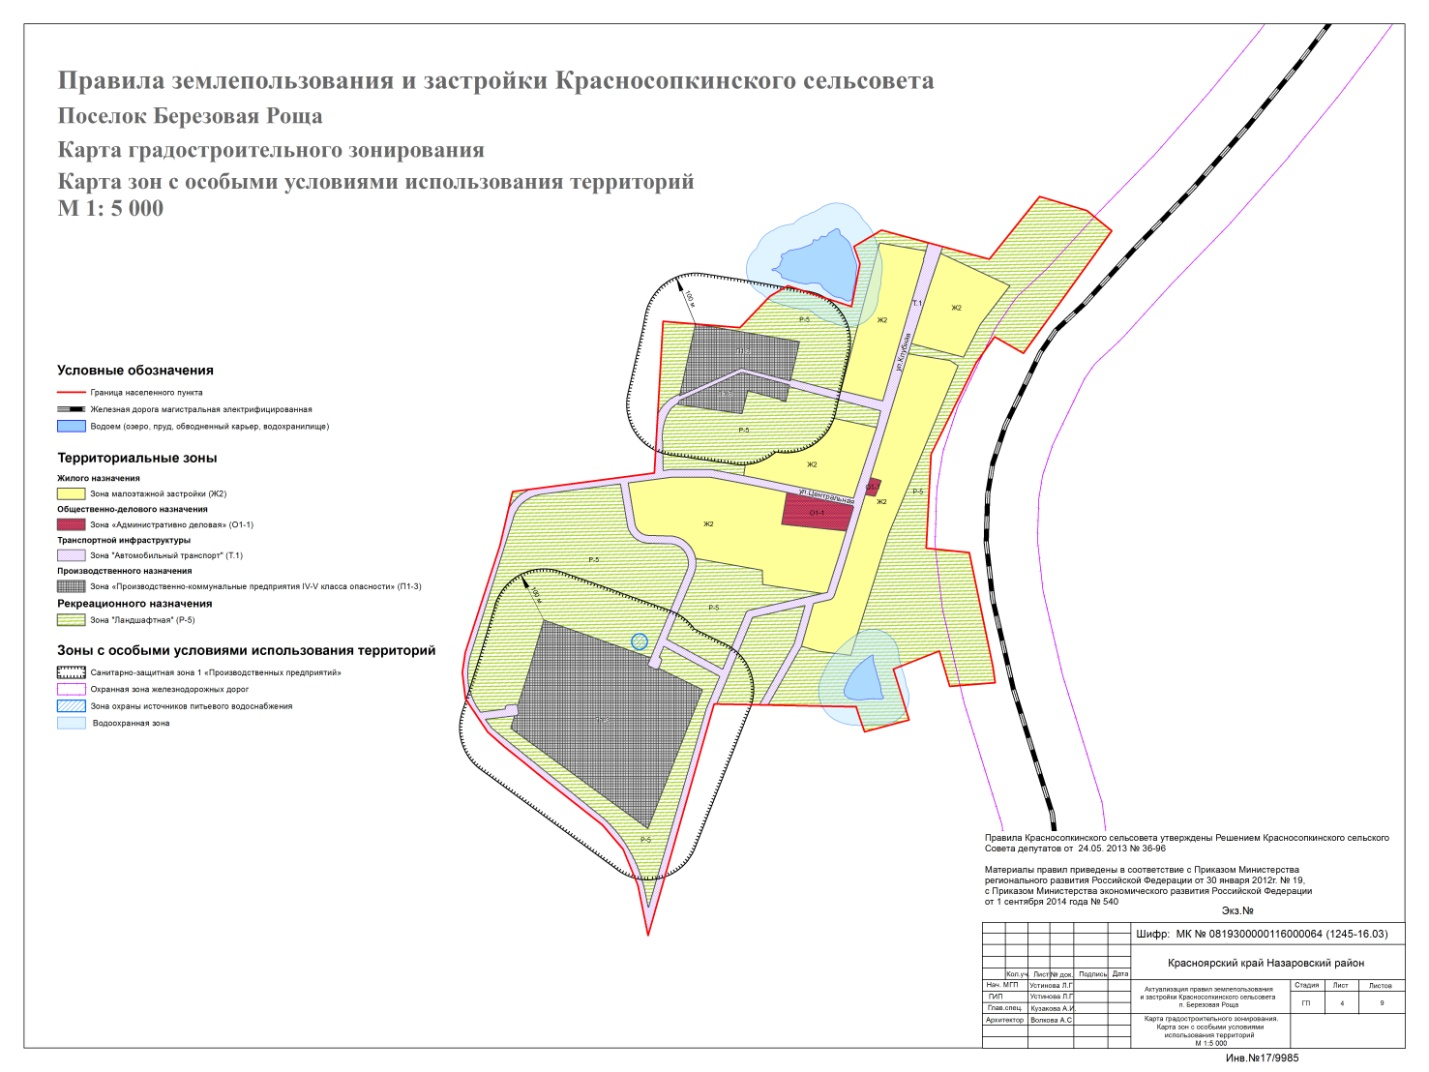 Правила землепользования и застройки Красносопкинского сельсовета
Поселок Березовая Роща
Карта градостроительного зонирования
Карта зон с особыми условиями использования территорий
М 1: 5 000
Условные обозначения
Граница населенного пункта
Железная дорога магистральная электрифицированная
Водоем (озеро, пруд, обводненный карьер, водохранилище)
Территориальные зоны
Жилого назначения
Зона малоэтажной застройки (Ж2)
Общественно-делового назначения
Зона «Административно деловая» (О1-1)
Транспортной инфраструктуры
Зона "Автомобильный транспорт" (Т.1)
Производственного назначения
Зона «Производственно-коммунальные предприятия IV-V класса опасности» (П1-3)
Рекреационного назначения
Зона "Ландшафтная" (Р-5)
Зоны с особыми условиями использования территорий
Санитарно-защитная зона 1 «Производственных предприятий»
Охранная зона железнодорожных дорог
Зона охраны источников питьевого водоснабжения
Водоохранная зона
100 м
Р-5
Ж2
Т.1
Ж2
ул.Клубная
Р-5
Ж2
ул.Центральная
Ж2
Р-5
О1-1
Ж2
Р-5
100 м
Р-5
Р-5
Правила Красносопкинского сельсовета утверждены Решением Красносопкинского сельского
Совета депутатов от 24.05. 2013 № 36-96
Материалы правил приведены в соответствие с Приказом Министерства
регионального развития Российской Федерации от 30 января 2012г. № 19,
с Приказом Министерства экономического развития Российской Федерации
от 1 сентября 2014 года № 540
Экз.№
Шифр: МК № 0819300000116000064 (1245-16.03)
Красноярский край Назаровский район
Кол.уч Лист № док. Подпись Дата
Нач. МГП Устинова Л.Г
ГИП Устинова Л.Г
Глав.спец. Кузакова А.И.
Архитектор Волкова А.С
Актуализация правил землепользования
и застройки Красносопкинского сельсовета
п. Березовая Роща
Стадия Лист Листов
ГП 4 9
Карта градостроительного зонирования.
Карта зон с особыми условиями
использования территорий
М 1:5 000
Инв.№17/9985